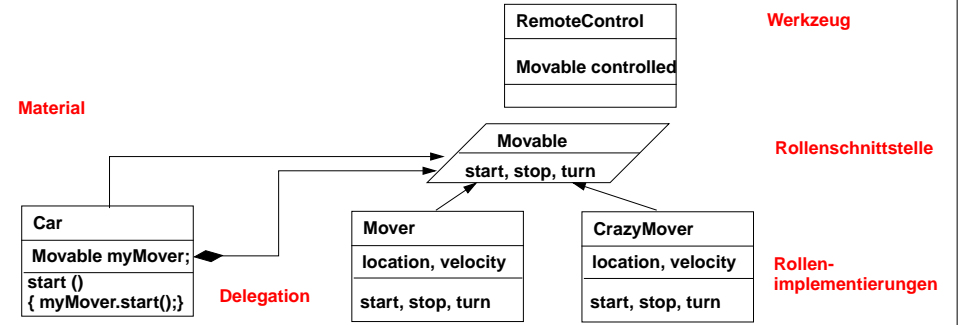 RemoteControl
Werkzeug
Movable controlled
Material
Movable
Rollenschnittstelle
start, stop, turn
Car
Movable myMover;
start ()
{ myMover.start();}
Delegation
Mover
location, velocity
start, stop, turn
CrazyMover
location, velocity
start, stop, turn
Rollen-
implementierungen